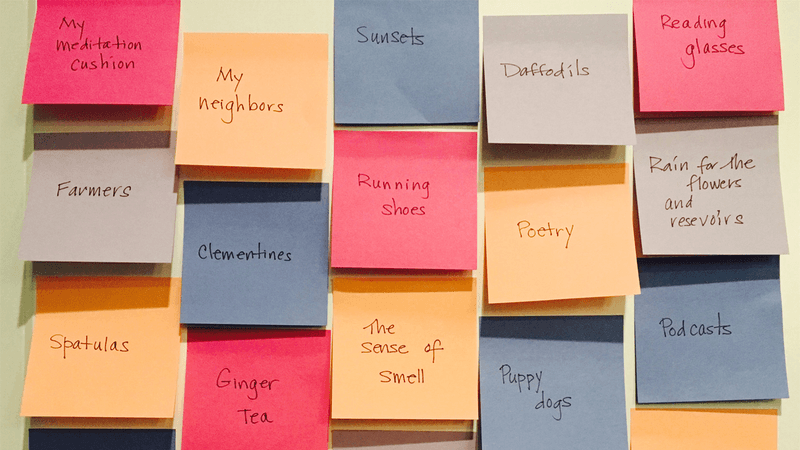 My
meditation
cushion
My
neighbors
Sunsets
Daffodils
Reading
glasses
Farmers
Clementines
Running
shoes
Poetry
Rain for the
flowers
and
resevoirs
Spatulas
Ginger
Tea
The
sense of
smell
Puppy
dogs
Podcasts